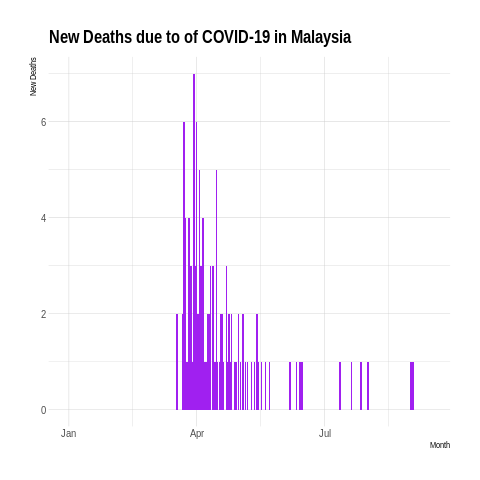 New Deaths due to of COVID-19 in Malaysia
New Deaths
6
4
2
0
Jan Apr Jul
Month